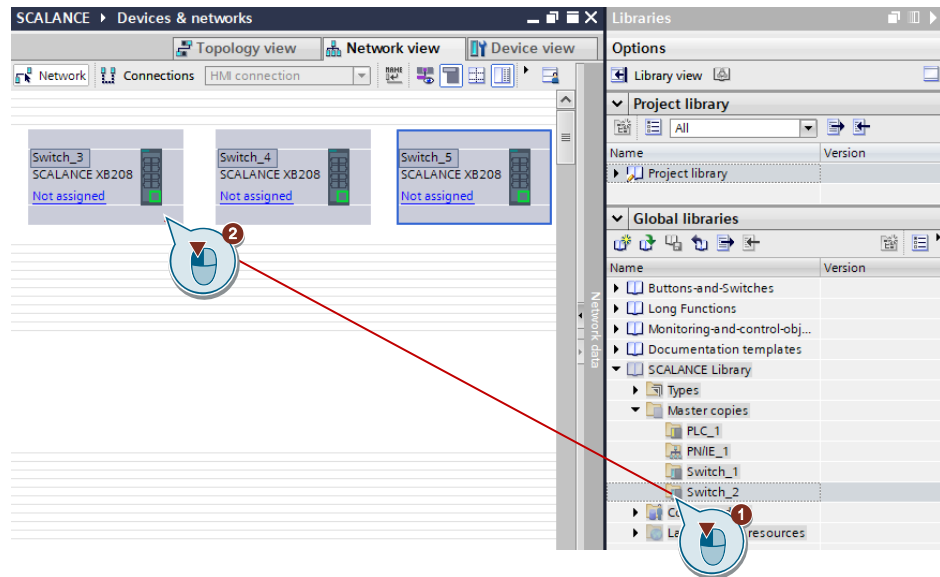 SCALANCE ▸ Devices & networks
Topology view
Network view
Device view
Network
Connections
HMI connection
Switch_3
SCALANCE XB208
Not assigned
Switch_4
SCALANCE XB208
Not assigned
Switch_5
SCALANCE XB208
Not assigned
2
Network data
Libraries
Options
Library view
Project library
All
Name Version
Project library
Global libraries
Name Version
Buttons-and-Switches
Long Functions
Monitoring-and-control-obj...
Documentation templates
SCALANCE Library
Types
Master copies
PLC_1
PN/IE_1
Switch_1
Switch_2
1
resources